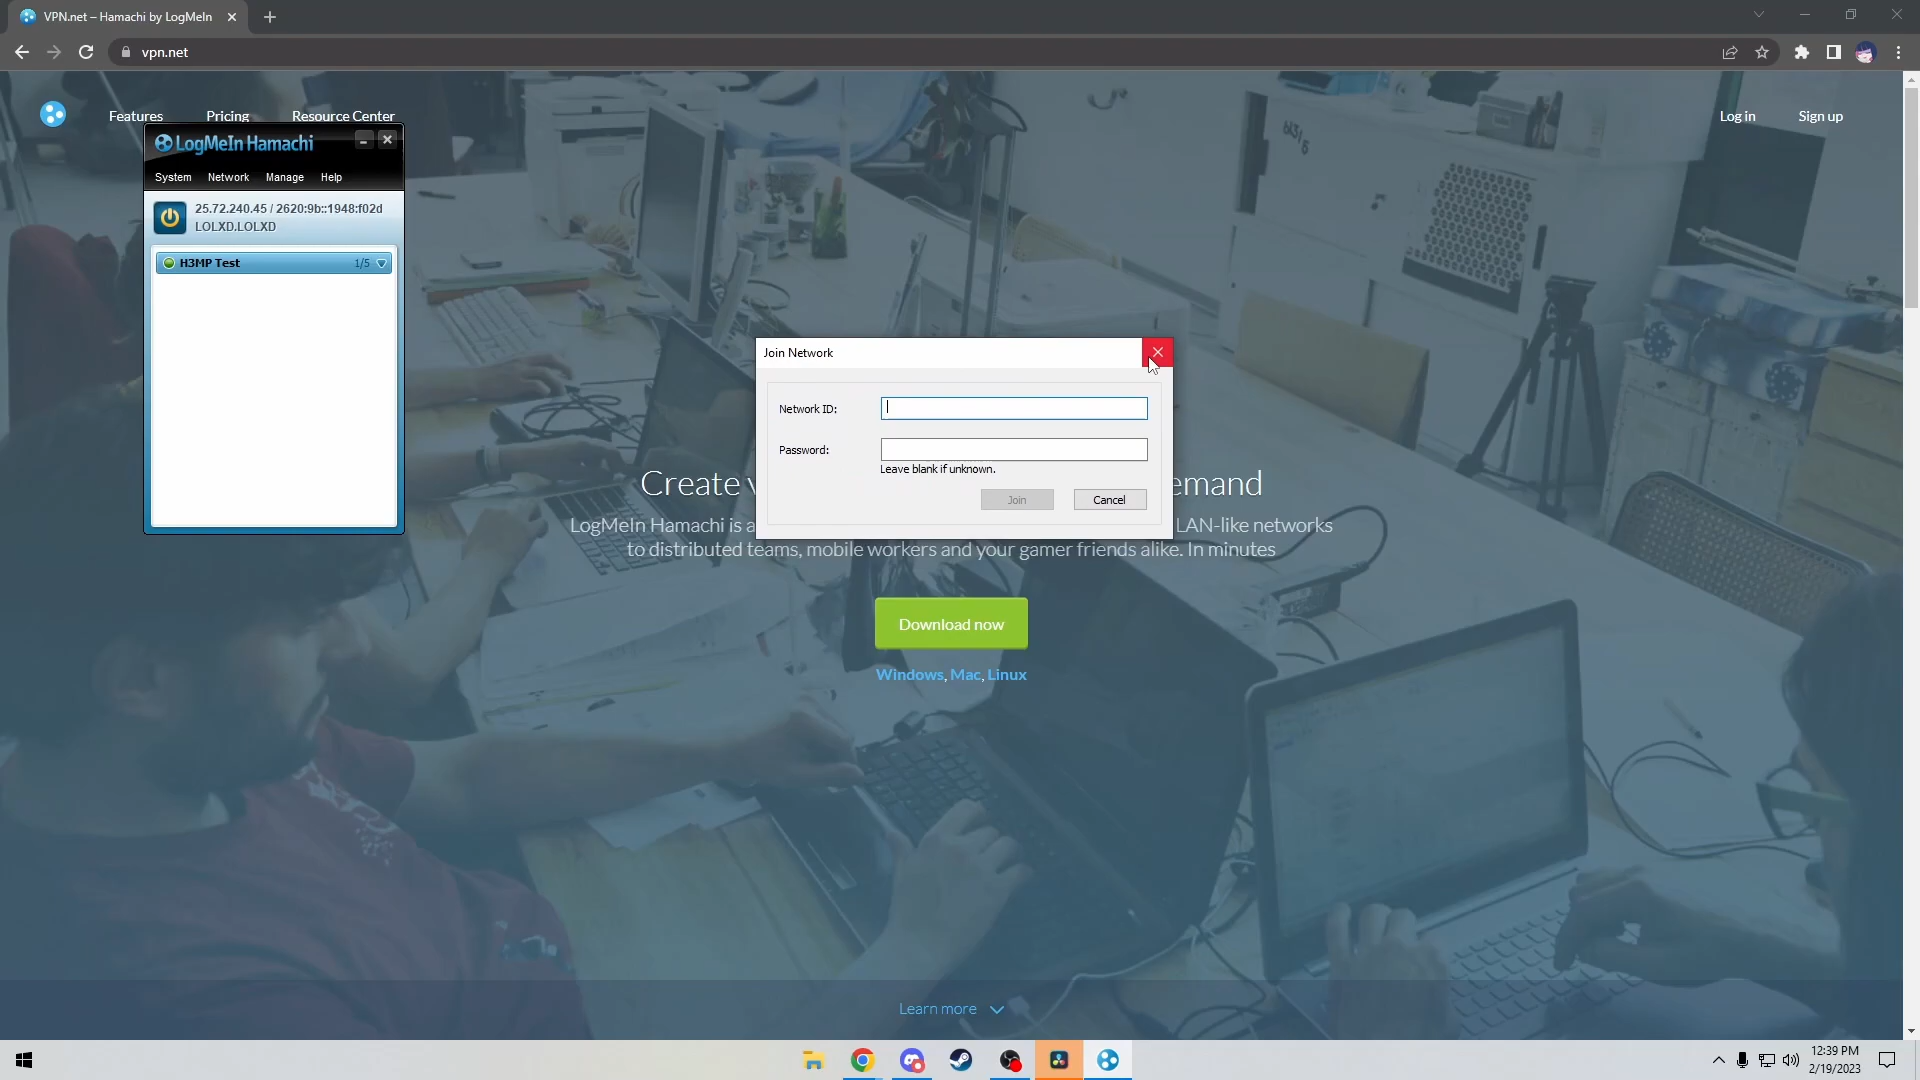 VPN.net – Hamachi by LogMeIn
vpn.net
Features
Pricing
Resource Center
Log in
Sign up
LogMeIn Hamachi
System
Network
Manage
Help
25.72.240.45 / 2620:9b::1948:f02d
LOLXD.LOLXD
H3MP Test
1/5
Join Network
Network ID:
Password:
Leave blank if unknown.
Join
Cancel
Create v
emand
LogMeIn Hamachi is a
LAN-like networks
to distributed teams, mobile workers and your gamer friends alike. In minutes
Download now
Windows, Mac, Linux
Learn more
12:39 PM
2/19/2023